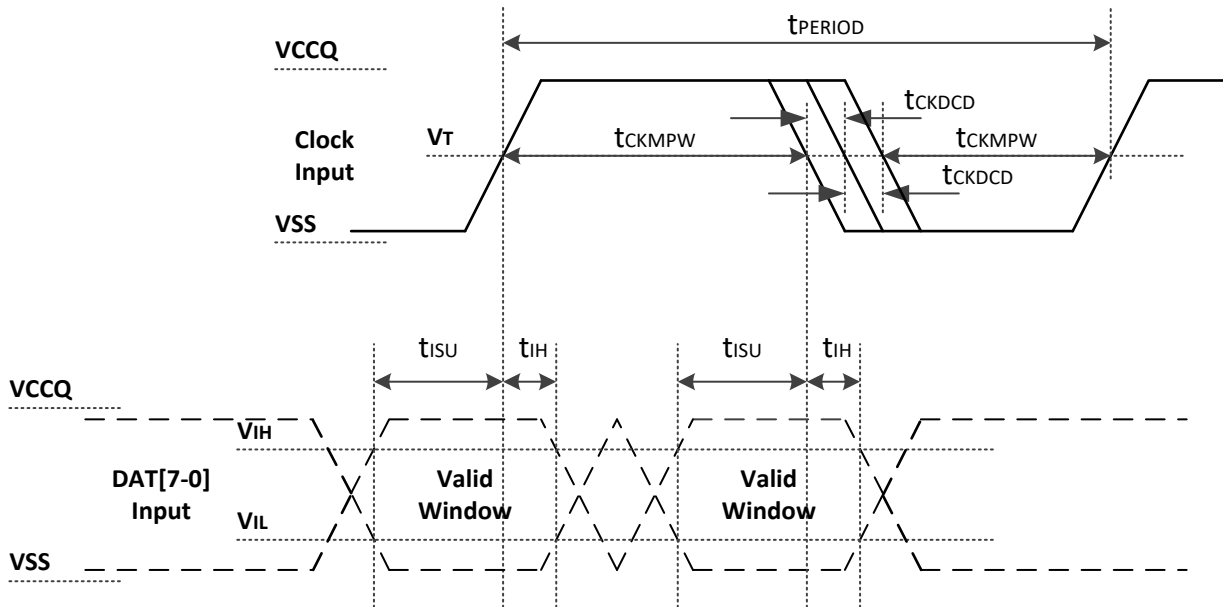 tPERIOD
VCCQ
tCKDCD
Clock
Input
VT
tCKMPW
tCKMPW
tCKDCD
VSS
tISU
tIH
tISU
tIH
VCCQ
VIH
DAT[7-0]
Input
Valid
Window
Valid
Window
VIL
VSS